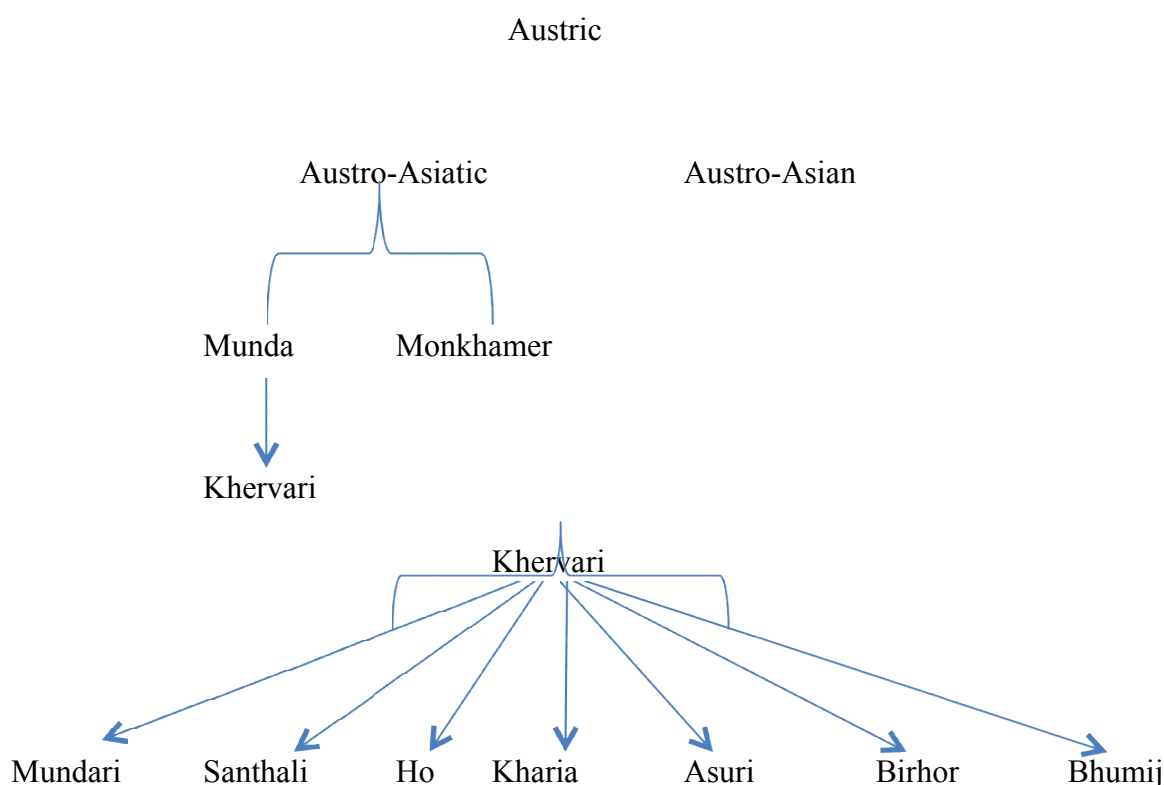 Austric
Austro-Asiatic Austro-Asian
Munda Monkhamer
Khervari
Khervari
Mundari Santhali Ho Kharia Asuri Birhor Bhumij